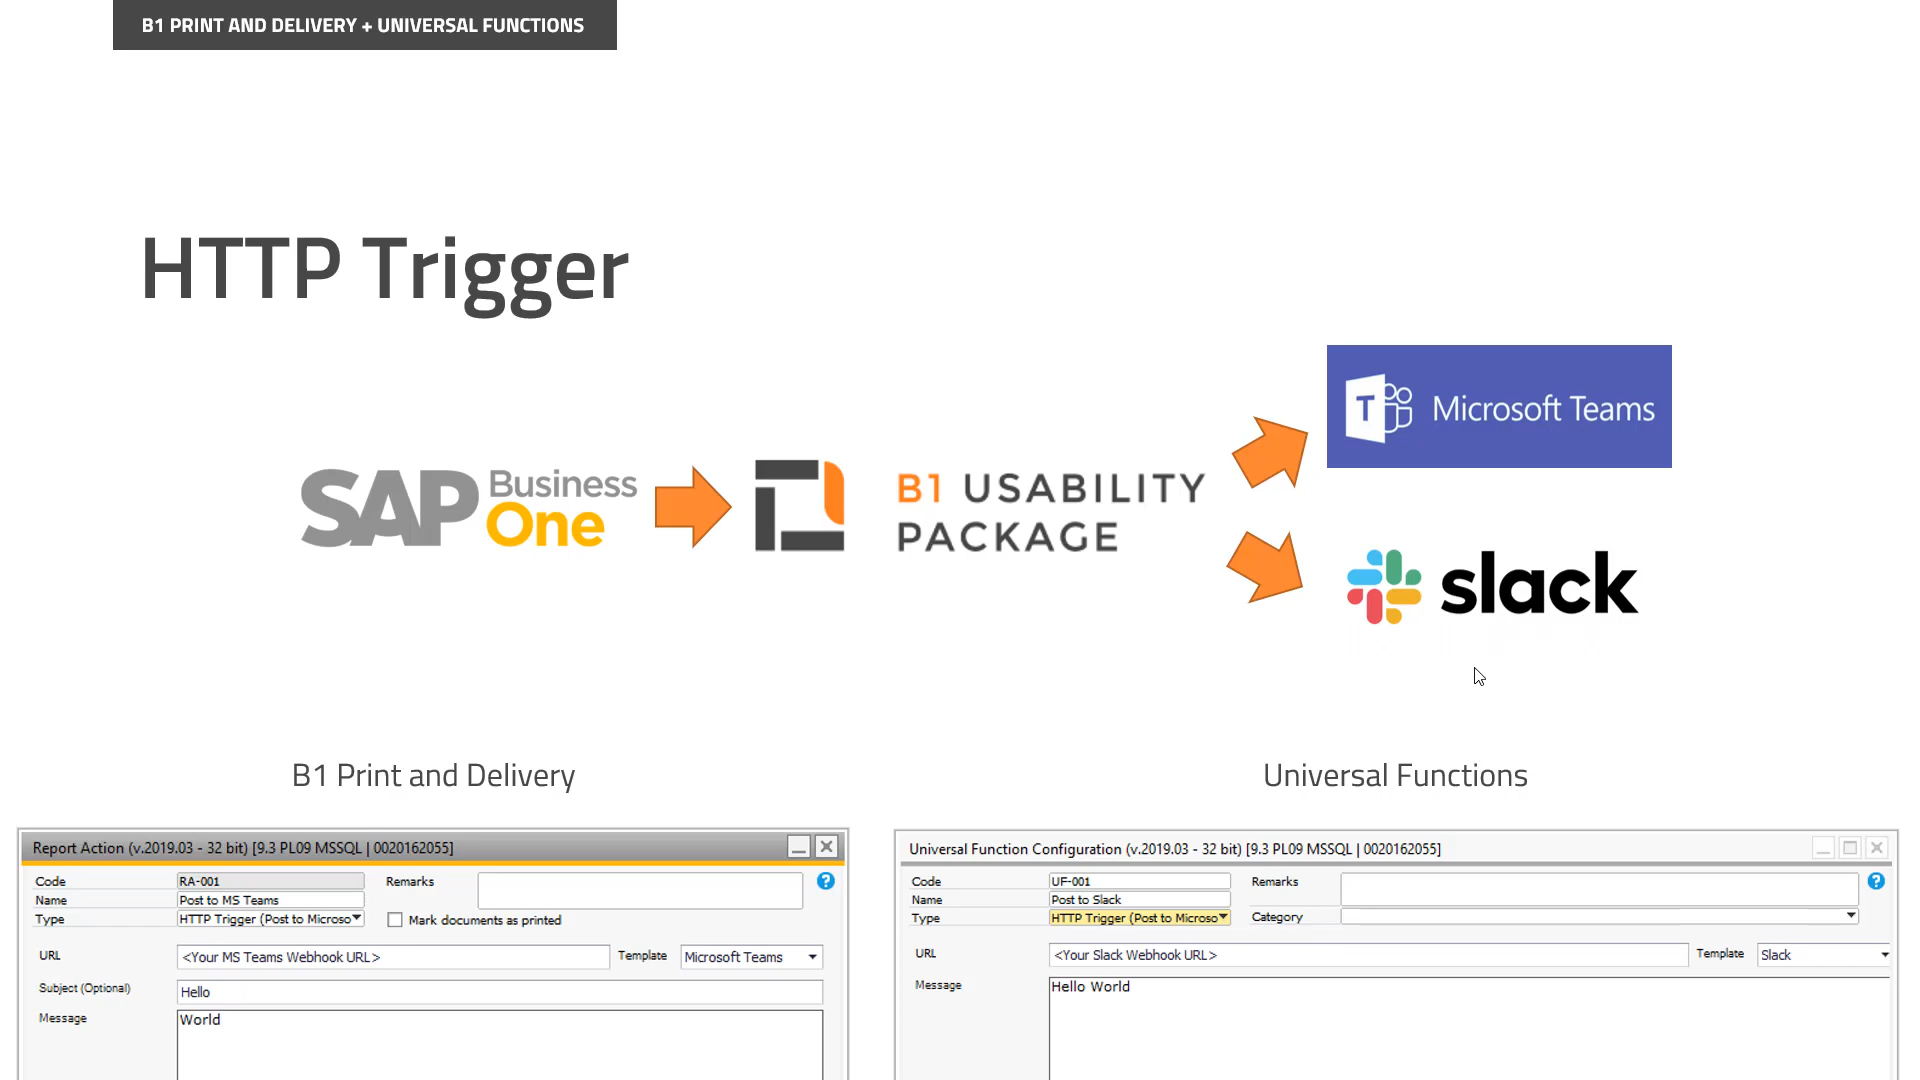 B1 PRINT AND DELIVERY + UNIVERSAL FUNCTIONS
HTTP Trigger
SAP Business One
B1 USABILITY
PACKAGE
T Microsoft Teams
slack
B1 Print and Delivery
Report Action (v.2019.03 - 32 bit) [9.3 PL09 MSSQL | 0020162055]
Code RA-001 Remarks
Name Post to MS Teams
Type HTTP Trigger (Post to Microso Mark documents as printed
URL <Your MS Teams Webhook URL> Template Microsoft Teams
Subject (Optional) Hello
Message World
Universal Functions
Universal Function Configuration (v.2019.03 - 32 bit) [9.3 PL09 MSSQL | 0020162055]
Code UF-001 Remarks
Name Post to Slack
Type HTTP Trigger (Post to Microso Category
URL <Your Slack Webhook URL> Template Slack
Message Hello World